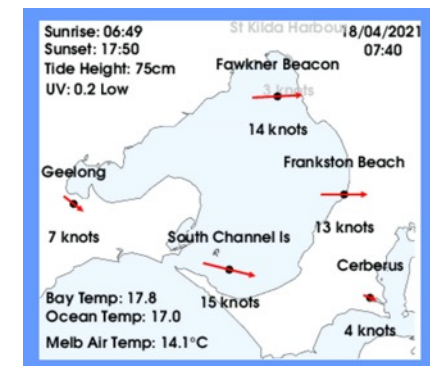 Sunrise: 06:49
Sunset: 17:50
Tide Height: 75cm
UV: 0.2 Low
St Kilda Harbour
18/04/2021
07:40
Fawkner Beacon
3 knots
14 knots
Frankston Beach
Geelong
13 knots
7 knots
South Channel Is
Cerberus
Bay Temp: 17.8
Ocean Temp: 17.0
15 knots
4 knots
Melb Air Temp: 14.1°C